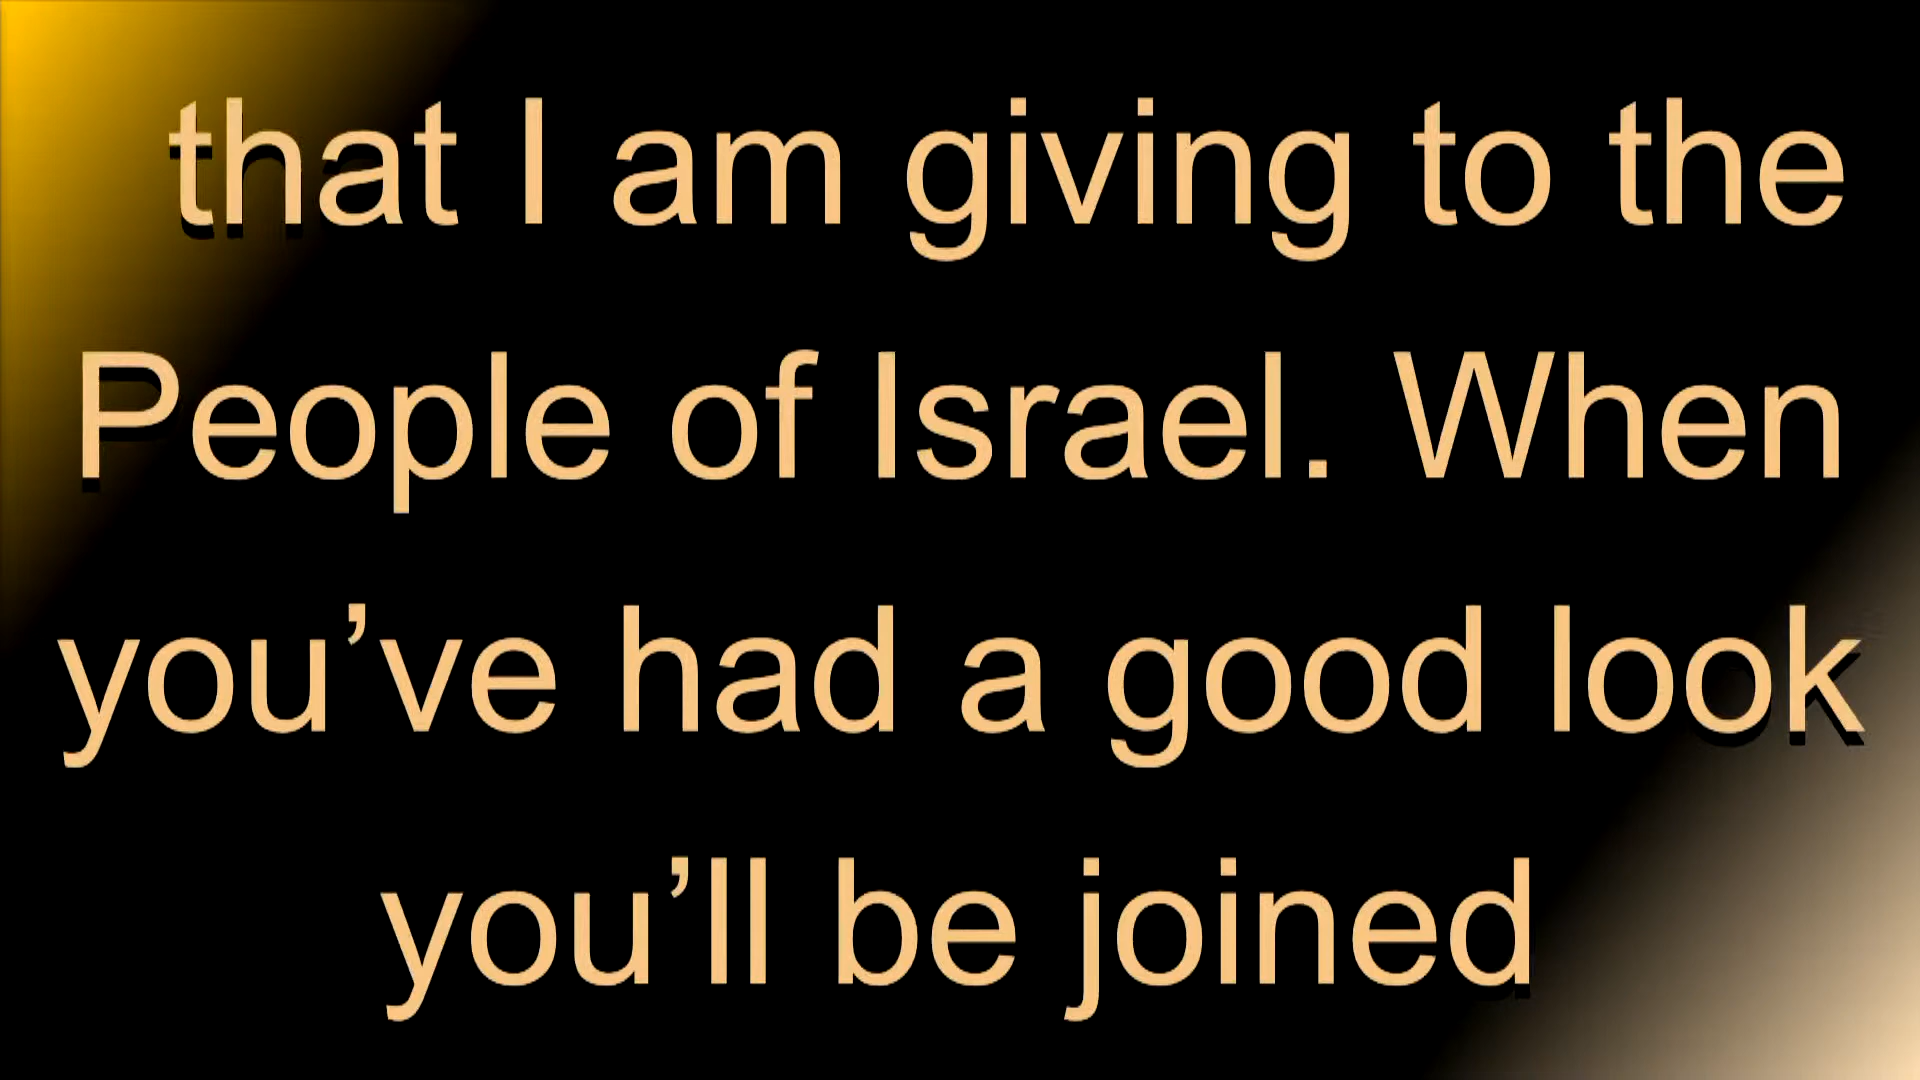 that I am giving to the
People of Israel. When
you’ve had a good look
you’ll be joined